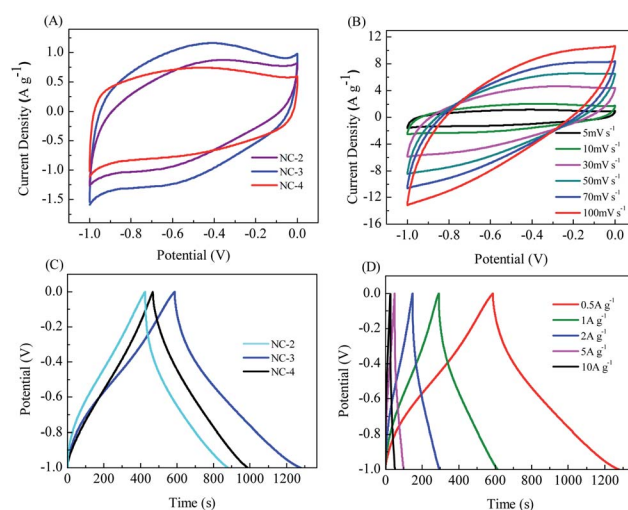 (A)
Current Density (A g⁻¹)
1.5
1.0
0.5
0.0
-0.5
-1.0
-1.5
NC-2
NC-3
NC-4
-1.0 -0.8 -0.6 -0.4 -0.2 0.0
Potential (V)
(B)
Current Density (A g⁻¹)
12
8
4
0
-4
-8
-12
16
5mV s⁻¹
10mV s⁻¹
30mV s⁻¹
50mV s⁻¹
70mV s⁻¹
100mV s⁻¹
-1.0 -0.8 -0.6 -0.4 -0.2 0.0
Potential (V)
(C)
Potential (V)
0.0
-0.2
-0.4
-0.6
-0.8
-1.0
NC-2
NC-3
NC-4
0 200 400 600 800 1000 1200
Time (s)
(D)
Potential (V)
0.0
-0.2
-0.4
-0.6
-0.8
-1.0
0.5A g⁻¹
1A g⁻¹
2A g⁻¹
5A g⁻¹
10A g⁻¹
0 200 400 600 800 1000 1200
Time (s)